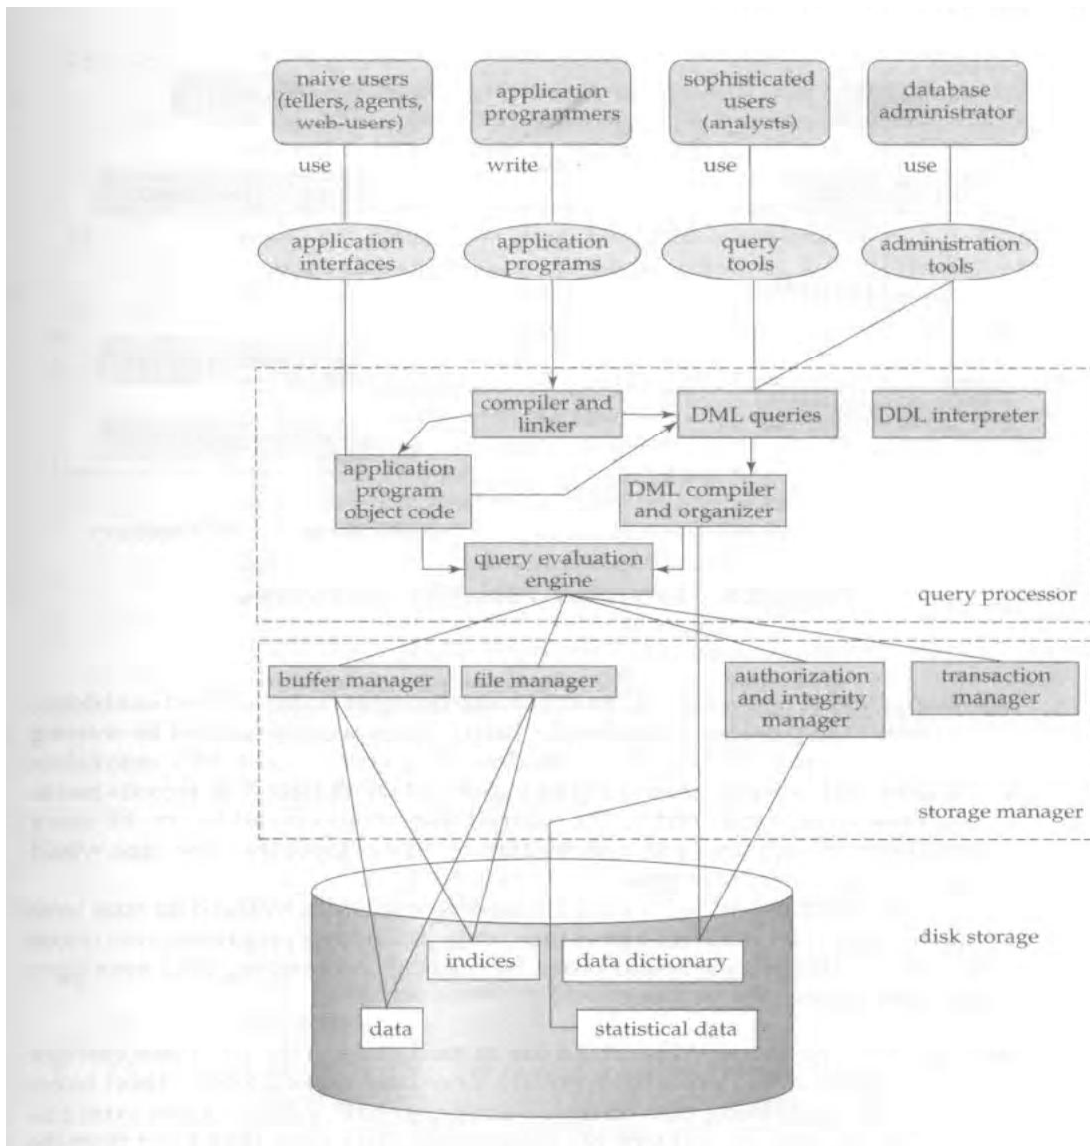 naive users
(tellers, agents,
web-users)
application
programmers
sophisticated
users
(analysts)
database
administrator
use
write
use
use
application
interfaces
application
programs
query
tools
administration
tools
compiler and
linker
DML queries
DDL interpreter
application
program
object code
DML compiler
and organizer
query evaluation
engine
query processor
buffer manager
file manager
authorization
and integrity
manager
transaction
manager
storage manager
disk storage
indices
data dictionary
data
statistical data